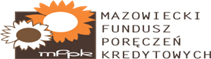 MAZOWIECKI
FUNDUSZ
PORĘCZEŃ
KREDYTOWYCH
mfpk